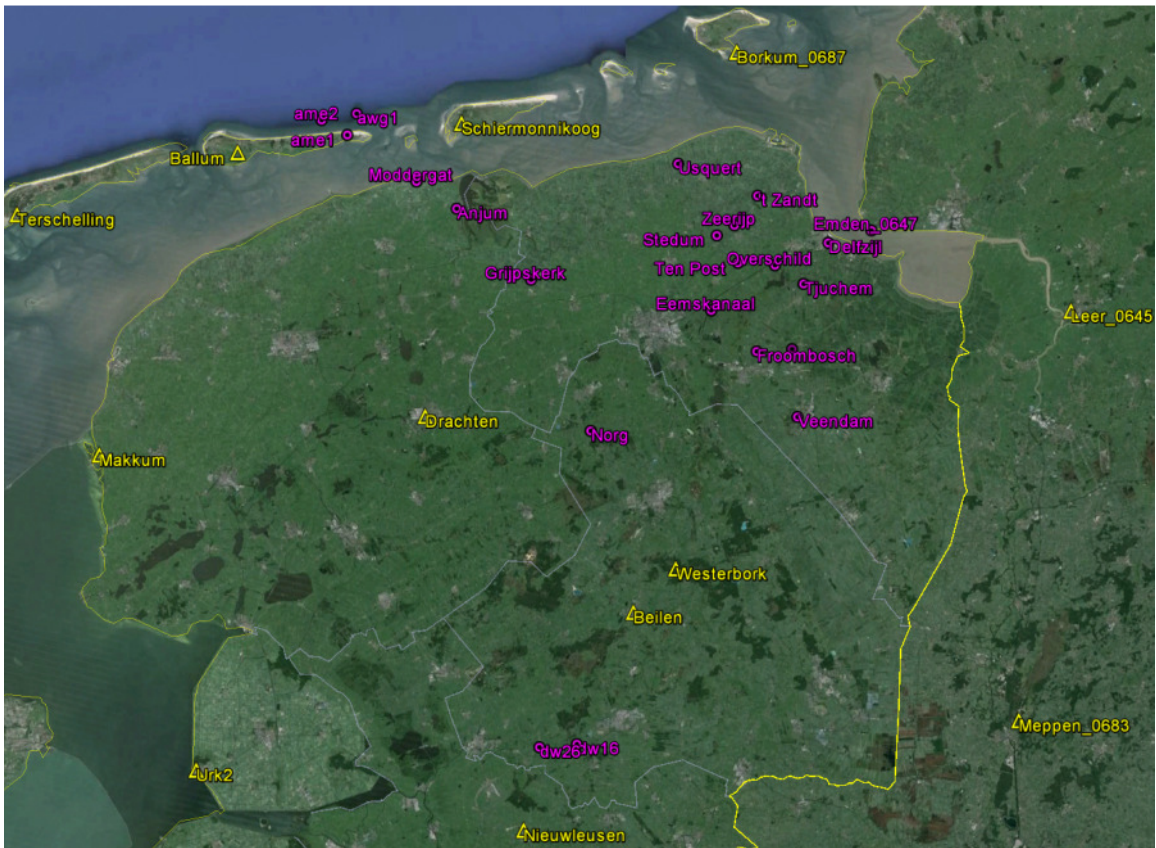 Borkum_0687
ame2
awg1
Schiermonnikoog
ame1
Ballum
Usquert
Moddergat
't Zandt
Anjum
Terschelling
Zeerijp
Emden_0647
Stedum
Delfzijl
Overschild
Ten Post
Grijpskerk
Tjuchem
Eemskanaal
Leer_0645
Froombosch
Drachten
Veendam
Norg
Makkum
Westerbork
Beilen
Meppen_0683
dw26
dw16
Urk2
Nieuwleusen